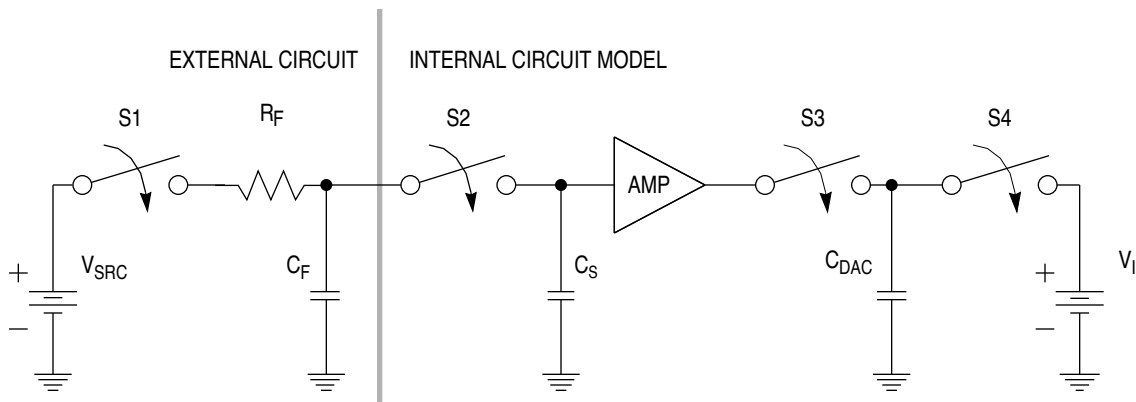 EXTERNAL CIRCUIT
INTERNAL CIRCUIT MODEL
S1
RF
S2
S3
S4
AMP
+
VSRC
−
CF
CS
CDAC
+
VI
−